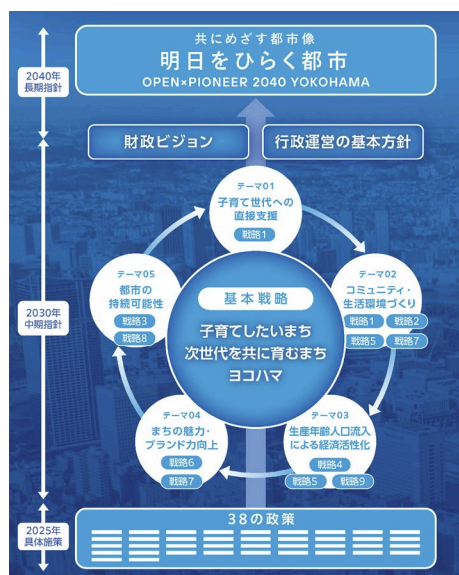 共にめざす都市像
明日をひらく都市
OPEN×PIONEER 2040 YOKOHAMA
2040年
長期指針
財政ビジョン
行政運営の基本方針
テーマ01
子育て世代への
直接支援
戦略1
テーマ05
都市の
持続可能性
戦略3
戦略8
テーマ02
コミュニティ・
生活環境づくり
戦略1 戦略2
戦略5 戦略7
2030年
中期指針
基本戦略
子育てしたいまち
次世代を共に育むまち
ヨコハマ
テーマ04
まちの魅力・
ブランド力向上
戦略6
戦略7
テーマ03
生産年齢人口流入
による経済活性化
戦略4
戦略5 戦略9
2025年
具体施策
38の政策